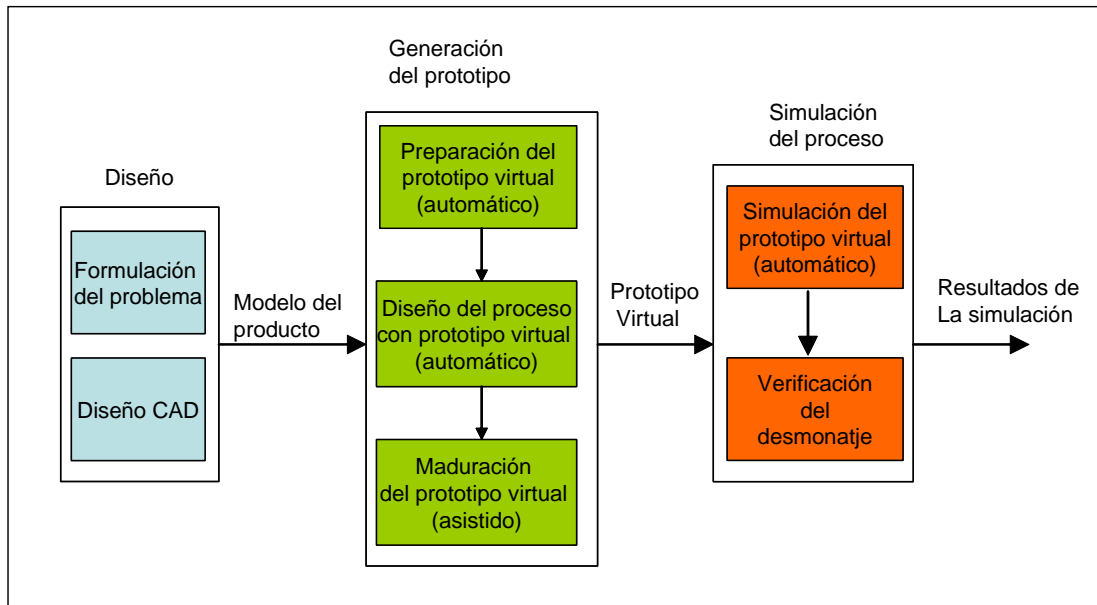 Diseño
Formulación
del problema
Diseño CAD
Modelo del
producto
Generación
del prototipo
Preparación del
prototipo virtual
(automático)
Diseño del proceso
con prototipo virtual
(automático)
Maduración
del prototipo virtual
(asistido)
Prototipo
Virtual
Simulación
del proceso
Simulación del
prototipo virtual
(automático)
Verificación
del
desmonatje
Resultados de
La simulación